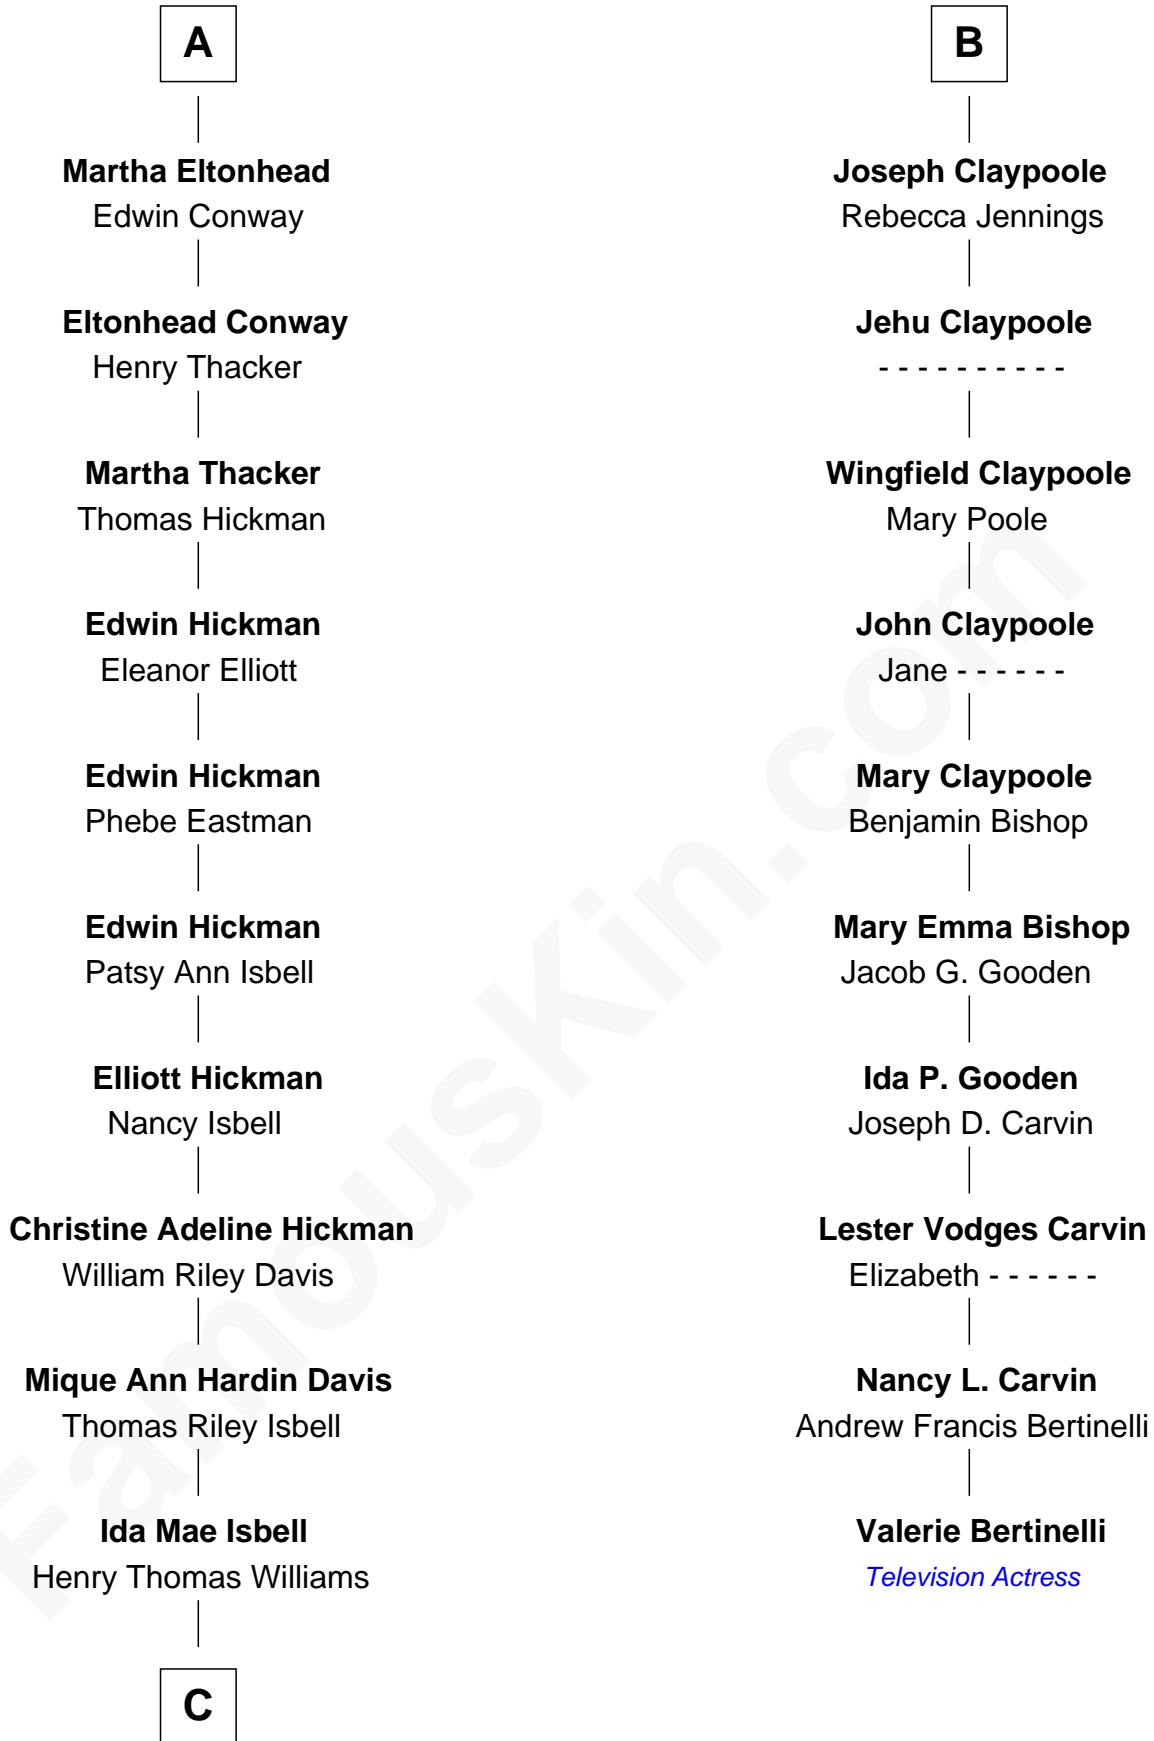 A
Martha Eltonhead
Edwin Conway
Eltonhead Conway
Henry Thacker
Martha Thacker
Thomas Hickman
Edwin Hickman
Eleanor Elliott
Edwin Hickman
Phebe Eastman
Edwin Hickman
Patsy Ann Isbell
Elliott Hickman
Nancy Isbell
Christine Adeline Hickman
William Riley Davis
Mique Ann Hardin Davis
Thomas Riley Isbell
Ida Mae Isbell
Henry Thomas Williams
C
B
Joseph Claypoole
Rebecca Jennings
Jehu Claypoole
- - - - - - - - - -
Wingfield Claypoole
Mary Poole
John Claypoole
Jane - - - - - -
Mary Claypoole
Benjamin Bishop
Mary Emma Bishop
Jacob G. Gooden
Ida P. Gooden
Joseph D. Carvin
Lester Vodges Carvin
Elizabeth - - - - - -
Nancy L. Carvin
Andrew Francis Bertinelli
Valerie Bertinelli
Television Actress
FamousKin.com